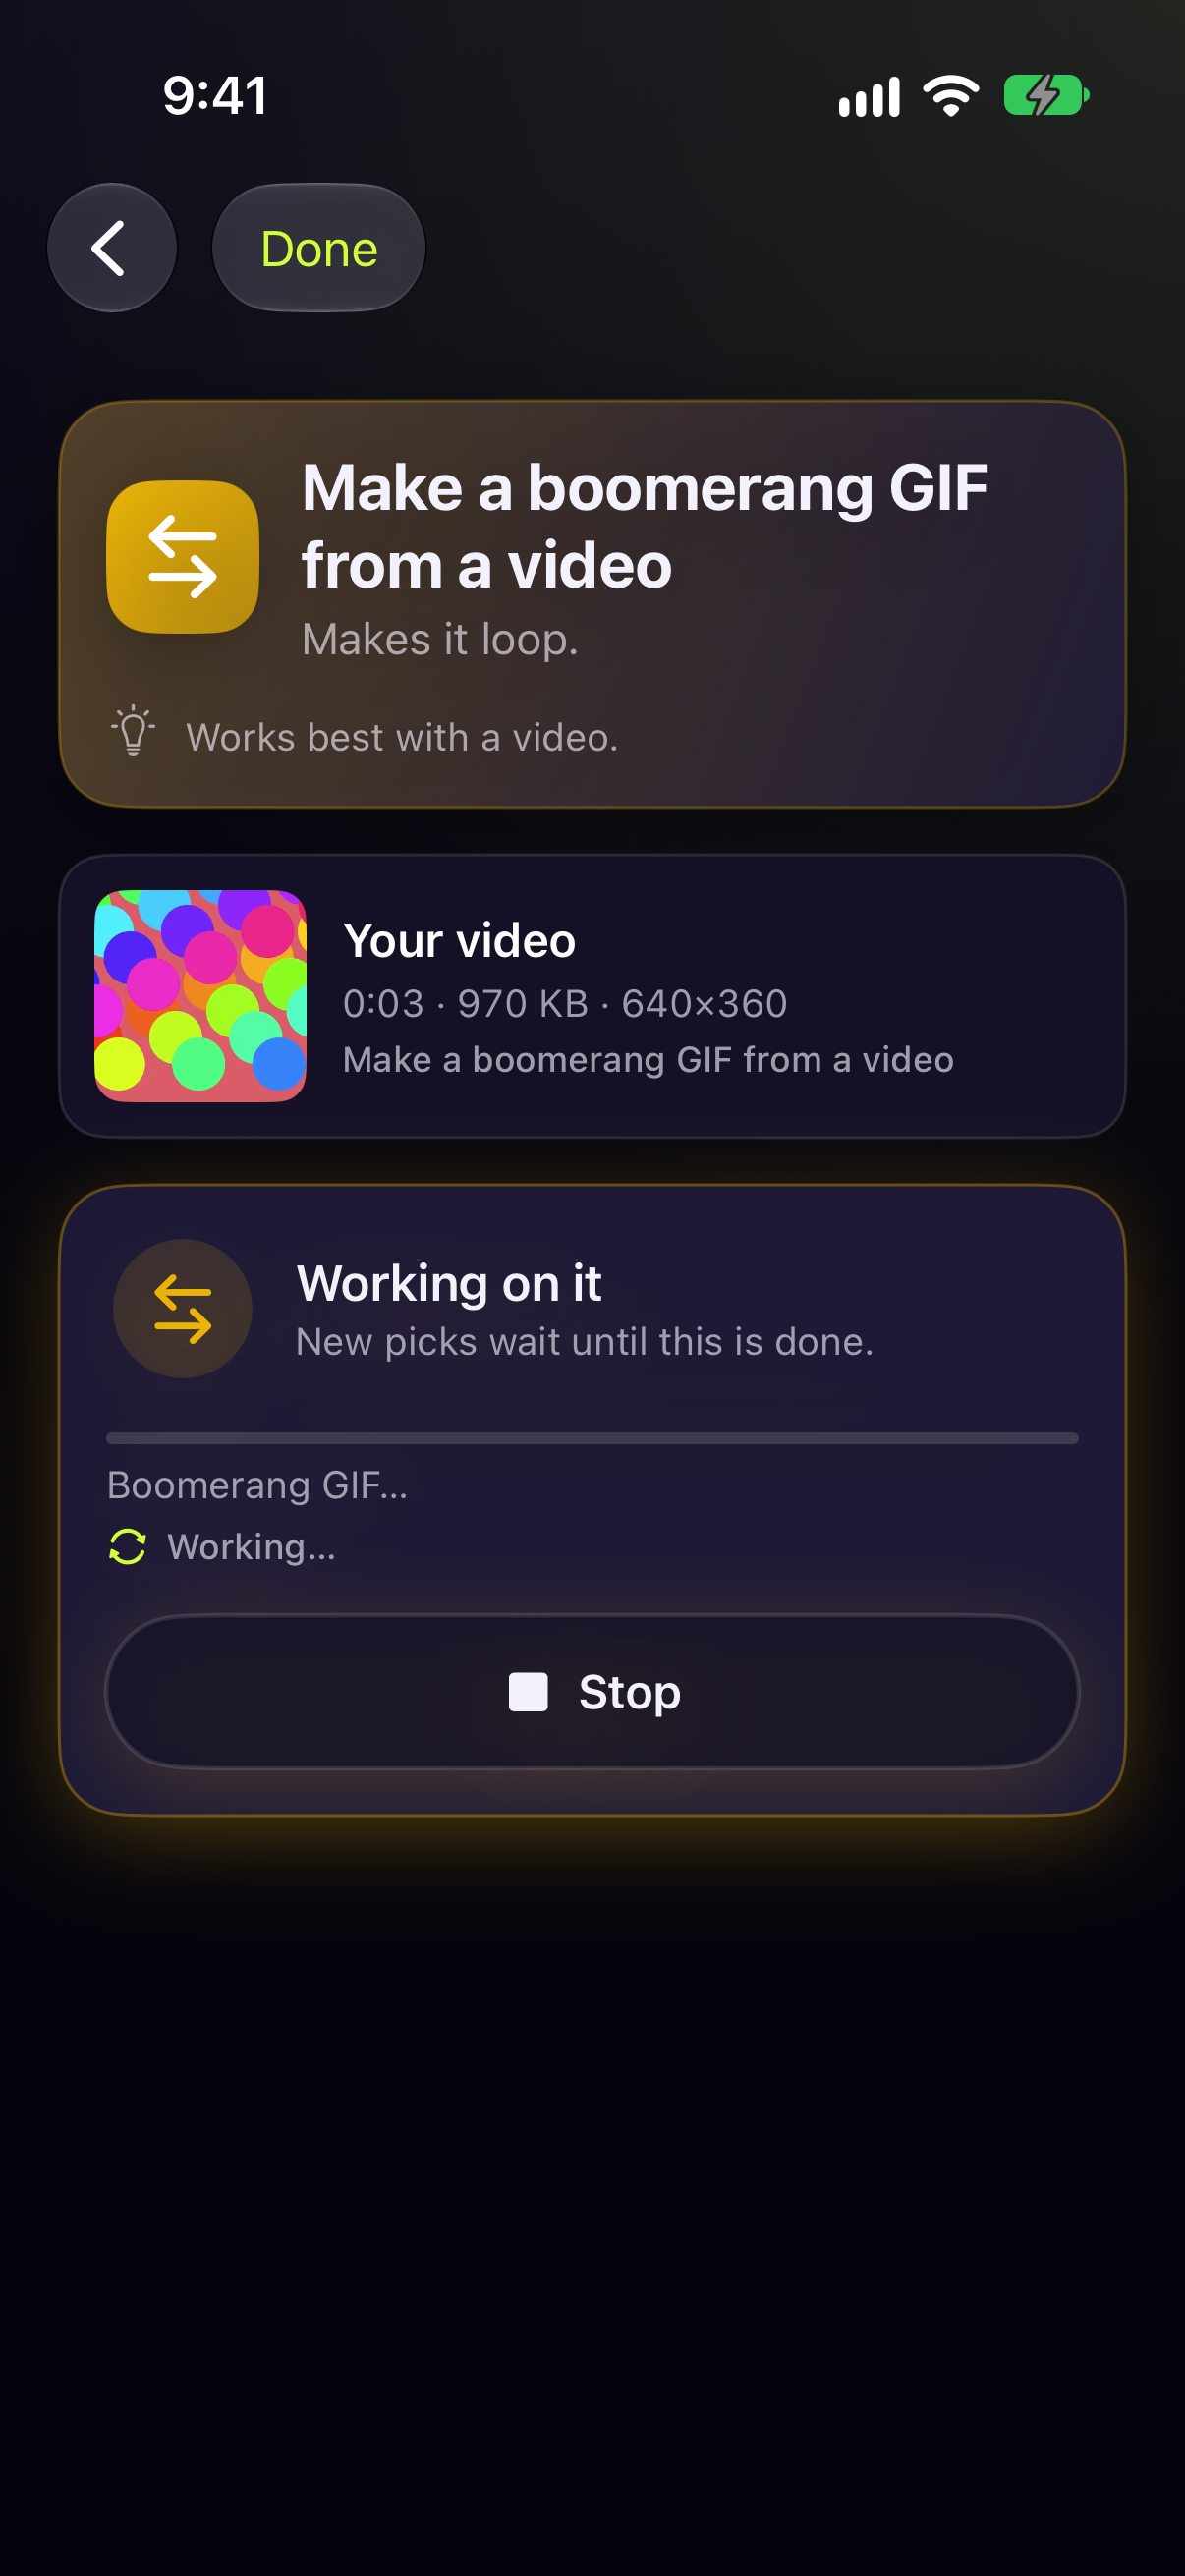 9:41
Done
Make a boomerang GIF
from a video
Makes it loop.
Works best with a video.
Your video
0:03 · 970 KB · 640×360
Make a boomerang GIF from a video
Working on it
New picks wait until this is done.
Boomerang GIF...
Working...
Stop